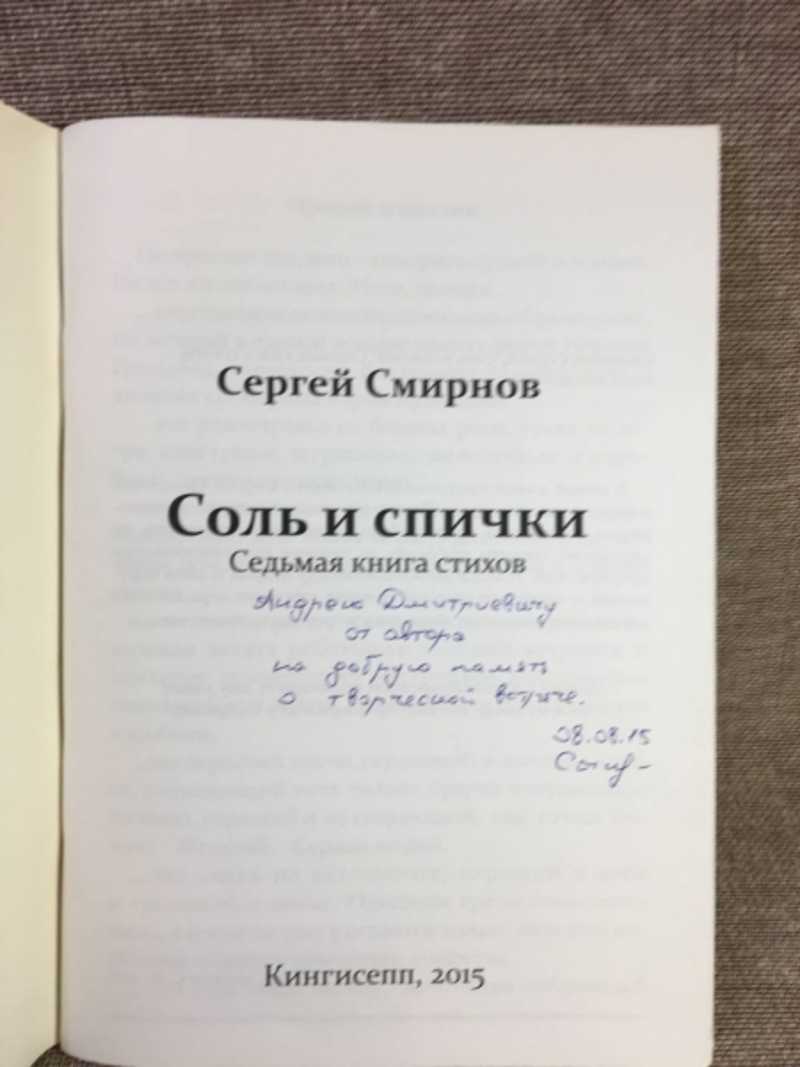 Сергей Смирнов
Соль и спички
Седьмая книга стихов
Андрею Дмитриевичу
от автора
на добрую память
о творческой встрече.
08.08.15
Кингисепп, 2015